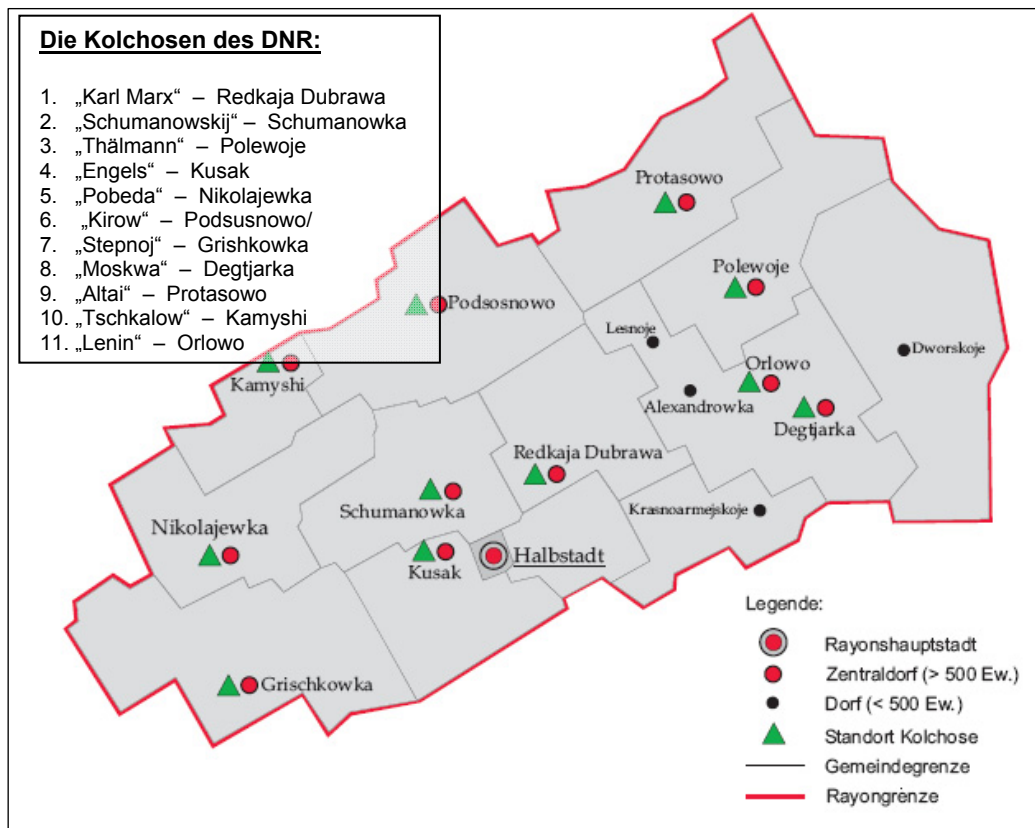 Die Kolchosen des DNR:
1. „Karl Marx“ – Redkaja Dubrawa
2. „Schumanowskij“ – Schumanowka
3. „Thälmann“ – Polewoje
4. „Engels“ – Kusak
5. „Pobeda“ – Nikolajewka
6. „Kirow“ – Podsusnowo/
7. „Stepnoj“ – Grishkowka
8. „Moskwa“ – Degtjarka
9. „Altai“ – Protasowo
10. „Tschkalow“ – Kamyshi
11. „Lenin“ – Orlowo
Protasowo
Polewoje
Podsosnowo
Lesnoje
Dworskoje
Orlowo
Kamyshi
Alexandrowka
Degtjarka
Redkaja Dubrawa
Schumanowka
Krasnoarmejskoje
Nikolajewka
Halbstadt
Kusak
Grischkowka
Legende:
Rayonshauptstadt
Zentraldorf (> 500 Ew.)
Dorf (< 500 Ew.)
Standort Kolchose
Gemeindegrenze
Rayongrenze